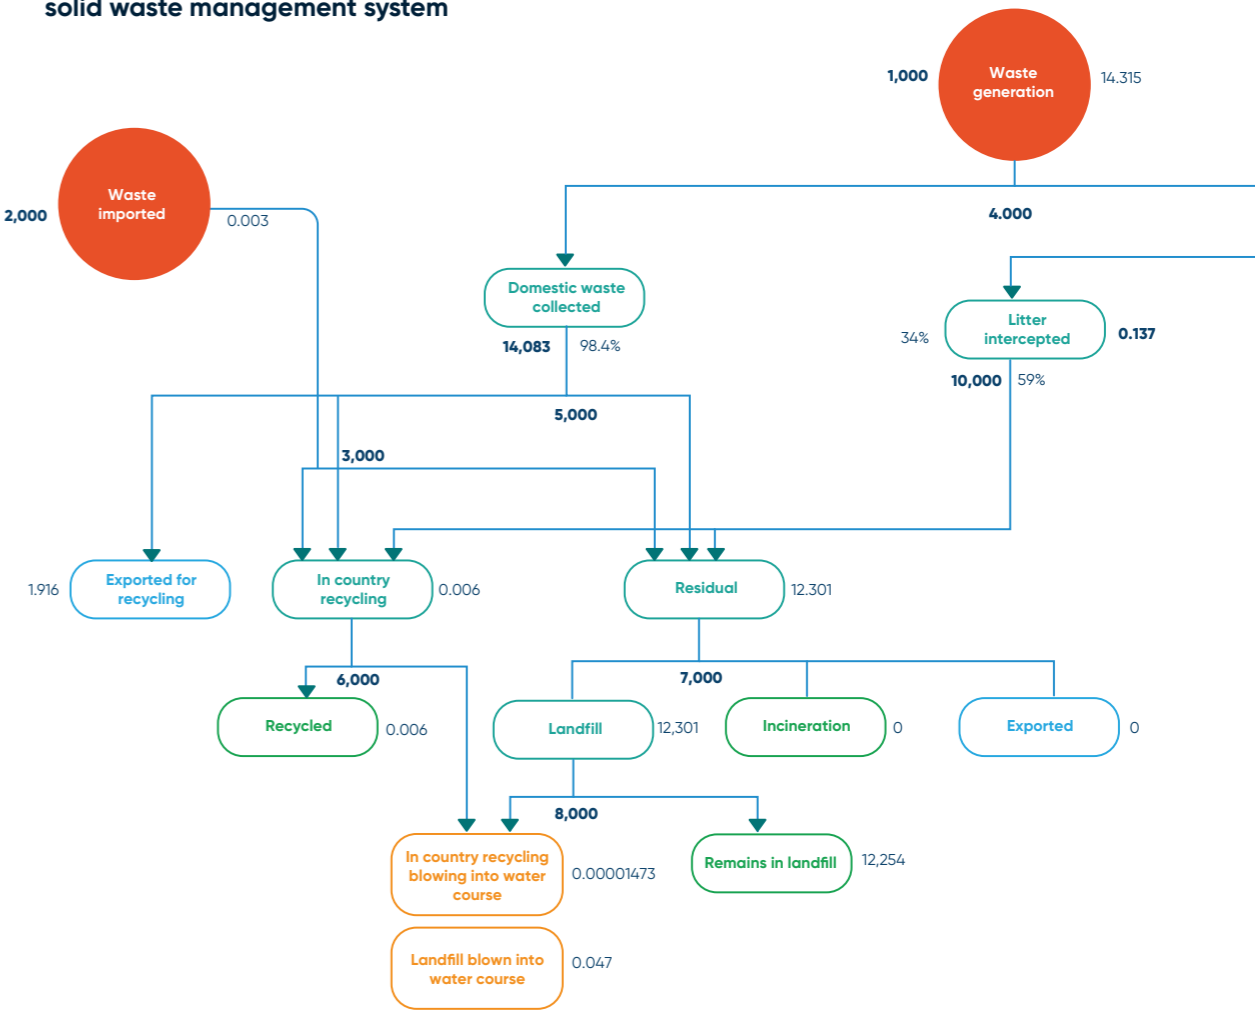 solid waste management system
1,000
Waste
generation
14.315
Waste
imported
2,000
0.003
4.000
Domestic waste
collected
14,083
98.4%
34%
Litter
intercepted
0.137
10,000
59%
5,000
3,000
1.916
Exported for
recycling
In country
recycling
0.006
Residual
12.301
6,000
7,000
Recycled
0.006
Landfill
12,301
Incineration
0
Exported
0
8,000
In country recycling
blowing into water
course
0.00001473
Remains in landfill
12,254
Landfill blown into
water course
0.047